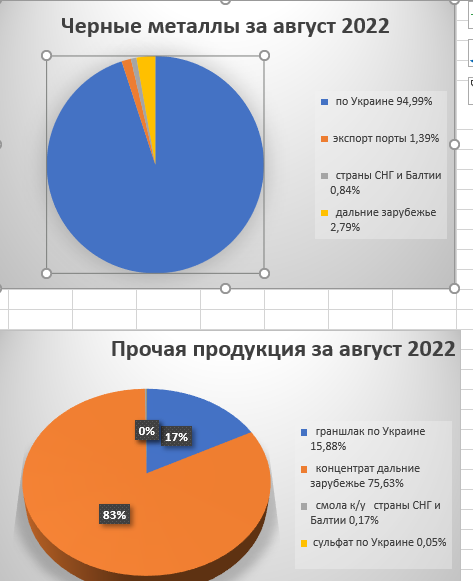 Черные металлы за август 2022
по Украине 94,99%
экспорт порты 1,39%
страны СНГ и Балтии
0,84%
дальние зарубежье
2,79%
Прочая продукция за август 2022
0%
17%
83%
граншлак по Украине
15,88%
концентрат дальние
зарубежье 75,63%
смола к/у страны СНГ и
Балтии 0,17%
сульфат по Украине 0,05%